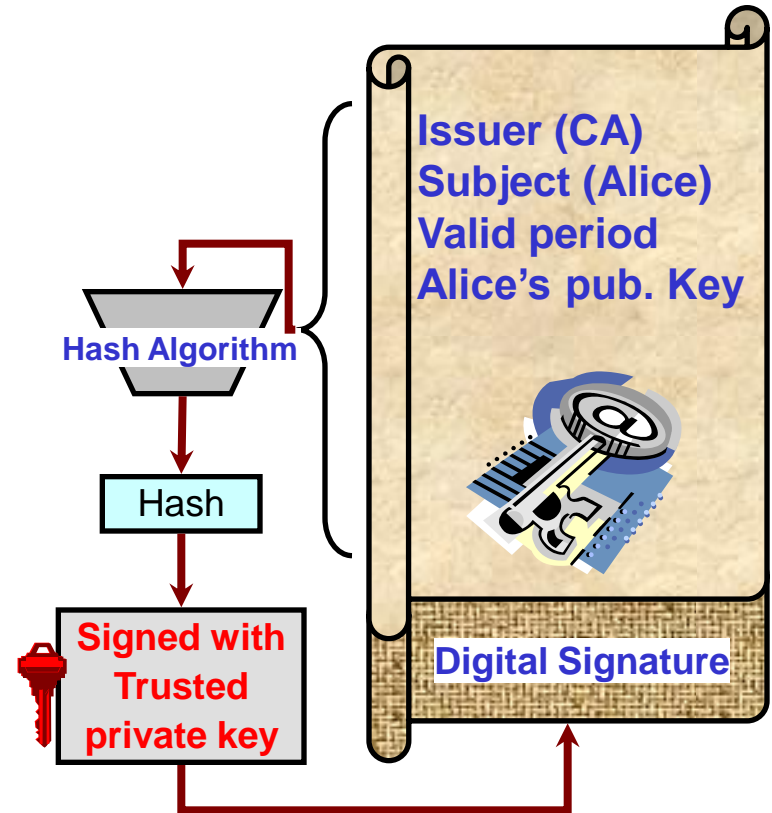 Issuer (CA)
Subject (Alice)
Valid period
Alice’s pub. Key
Hash Algorithm
Hash
Signed with
Trusted
private key
Digital Signature